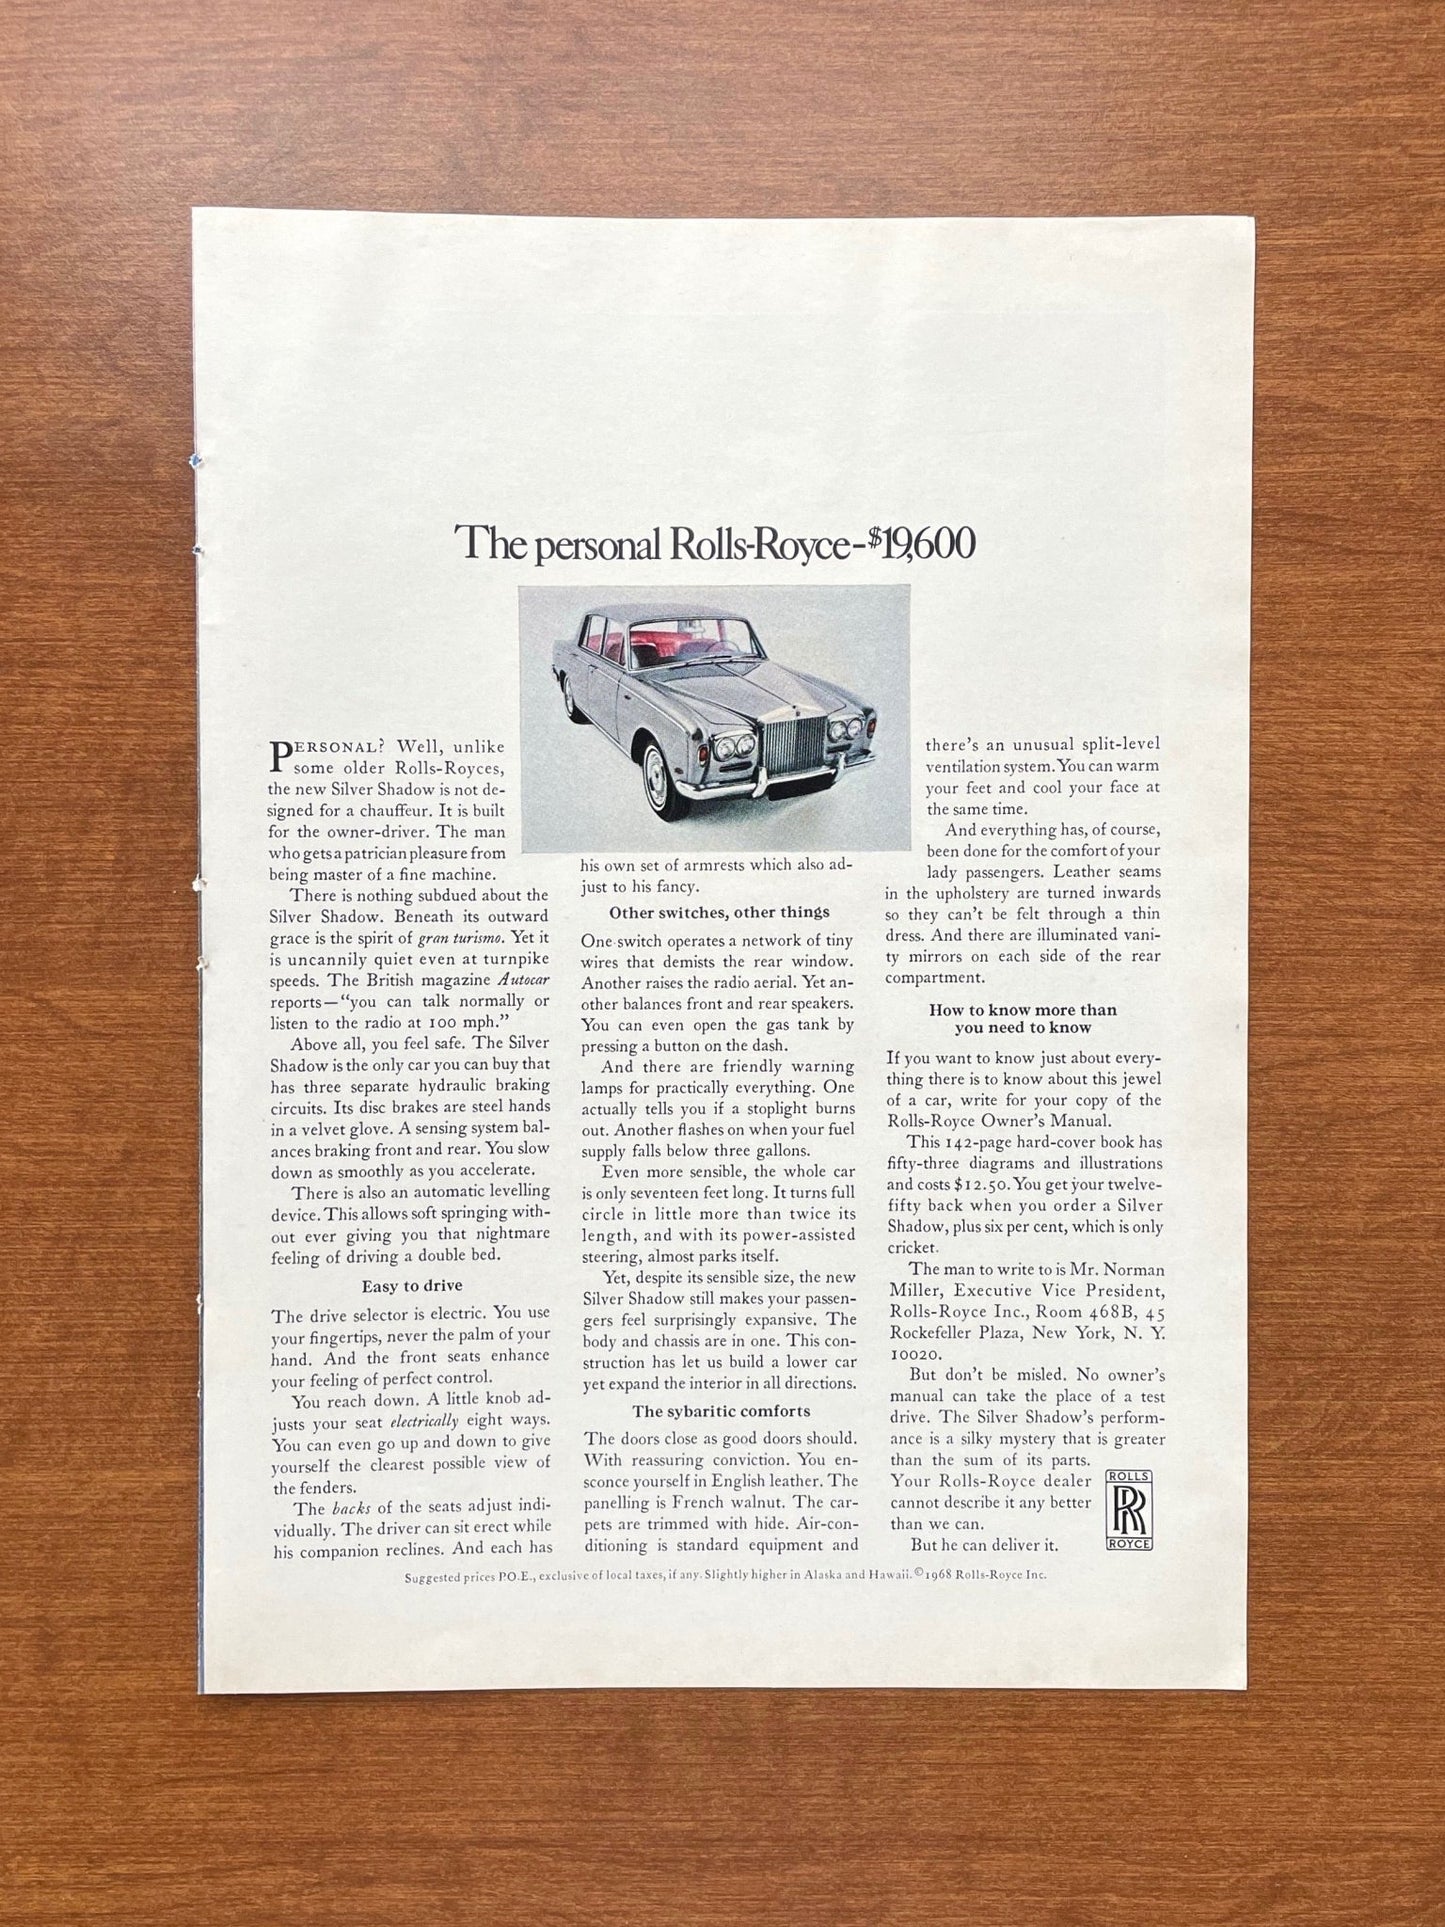 The personal Rolls-Royce–$19,600
PERSONAL? Well, unlike
some older Rolls-Royces,
the new Silver Shadow is not de-
signed for a chauffeur. It is built
for the owner-driver. The man
who gets a patrician pleasure from
being master of a fine machine.
There is nothing subdued about the
Silver Shadow. Beneath its outward
grace is the spirit of gran turismo. Yet it
is uncannily quiet even at turnpike
speeds. The British magazine Autocar
reports—“you can talk normally or
listen to the radio at 100 mph.”
Above all, you feel safe. The Silver
Shadow is the only car you can buy that
has three separate hydraulic braking
circuits. Its disc brakes are steel hands
in a velvet glove. A sensing system bal-
ances braking front and rear. You slow
down as smoothly as you accelerate.
There is also an automatic levelling
device. This allows soft springing with-
out ever giving you that nightmare
feeling of driving a double bed.
Easy to drive
The drive selector is electric. You use
your fingertips, never the palm of your
hand. And the front seats enhance
your feeling of perfect control.
You reach down. A little knob ad-
justs your seat electrically eight ways.
You can even go up and down to give
yourself the clearest possible view of
the fenders.
The backs of the seats adjust indi-
vidually. The driver can sit erect while
his companion reclines. And each has
his own set of armrests which also ad-
just to his fancy.
Other switches, other things
One switch operates a network of tiny
wires that demists the rear window.
Another raises the radio aerial. Yet an-
other balances front and rear speakers.
You can even open the gas tank by
pressing a button on the dash.
And there are friendly warning
lamps for practically everything. One
actually tells you if a stoplight burns
out. Another flashes on when your fuel
supply falls below three gallons.
Even more sensible, the whole car
is only seventeen feet long. It turns full
circle in little more than twice its
length, and with its power-assisted
steering, almost parks itself.
Yet, despite its sensible size, the new
Silver Shadow still makes your passen-
gers feel surprisingly expansive. The
body and chassis are in one. This con-
struction has let us build a lower car
yet expand the interior in all directions.
The sybaritic comforts
The doors close as good doors should.
With reassuring conviction. You en-
sconce yourself in English leather. The
panelling is French walnut. The car-
pets are trimmed with hide. Air-con-
ditioning is standard equipment and
there's an unusual split-level
ventilation system. You can warm
your feet and cool your face at
the same time.
And everything has, of course,
been done for the comfort of your
lady passengers. Leather seams
in the upholstery are turned inwards
so they can't be felt through a thin
dress. And there are illuminated vani-
ty mirrors on each side of the rear
compartment.
How to know more than
you need to know
If you want to know just about every-
thing there is to know about this jewel
of a car, write for your copy of the
Rolls-Royce Owner's Manual.
This 142-page hard-cover book has
fifty-three diagrams and illustrations
and costs $12.50. You get your twelve-
fifty back when you order a Silver
Shadow, plus six per cent, which is only
cricket.
The man to write to is Mr. Norman
Miller, Executive Vice President,
Rolls-Royce Inc., Room 468B, 45
Rockefeller Plaza, New York, N. Y.
10020.
But don't be misled. No owner's
manual can take the place of a test
drive. The Silver Shadow's perform-
ance is a silky mystery that is greater
than the sum of its parts.
Your Rolls-Royce dealer
cannot describe it any better
than we can.
But he can deliver it.
ROLLS
RR
ROYCE
Suggested prices P.O.E., exclusive of local taxes, if any. Slightly higher in Alaska and Hawaii. ©1968 Rolls-Royce Inc.